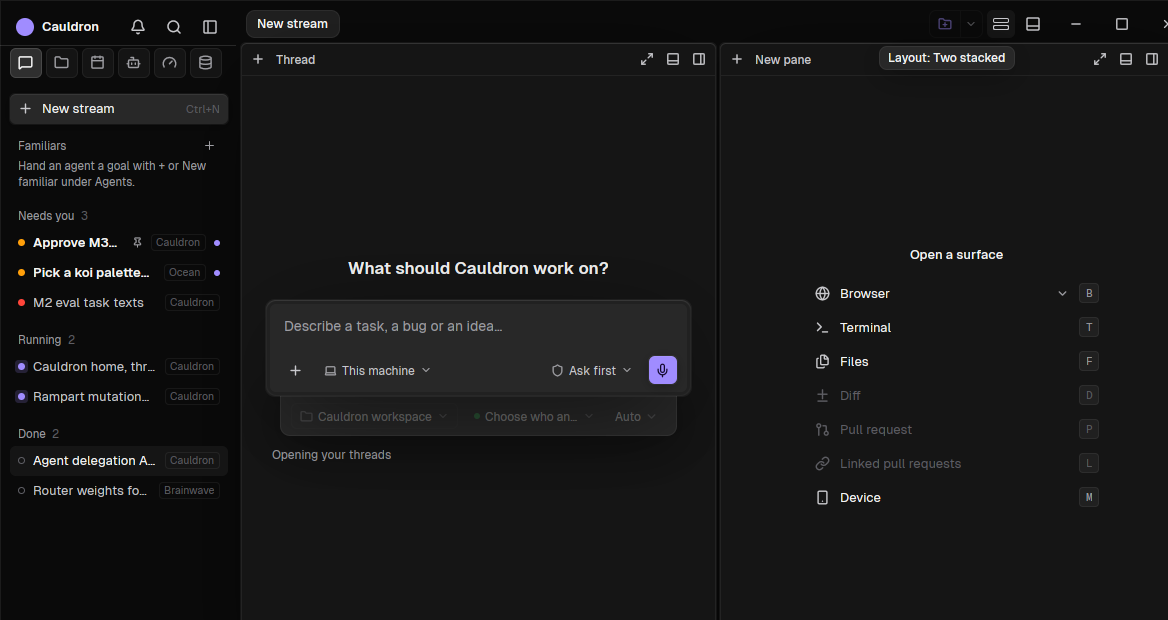 Cauldron
New stream
Ctrl+N
Familiars
Hand an agent a goal with + or New
familiar under Agents.
Needs you 3
Approve M3... Cauldron
Pick a koi palette... Ocean
M2 eval task texts Cauldron
Running 2
Cauldron home, thr... Cauldron
Rampart mutation... Cauldron
Done 2
Agent delegation A... Cauldron
Router weights fo... Brainwave
New stream
Thread
What should Cauldron work on?
Describe a task, a bug or an idea...
This machine
Ask first
Cauldron workspace
Choose who an...
Auto
Opening your threads
New pane
Layout: Two stacked
Open a surface
Browser B
Terminal T
Files F
Diff D
Pull request P
Linked pull requests L
Device M